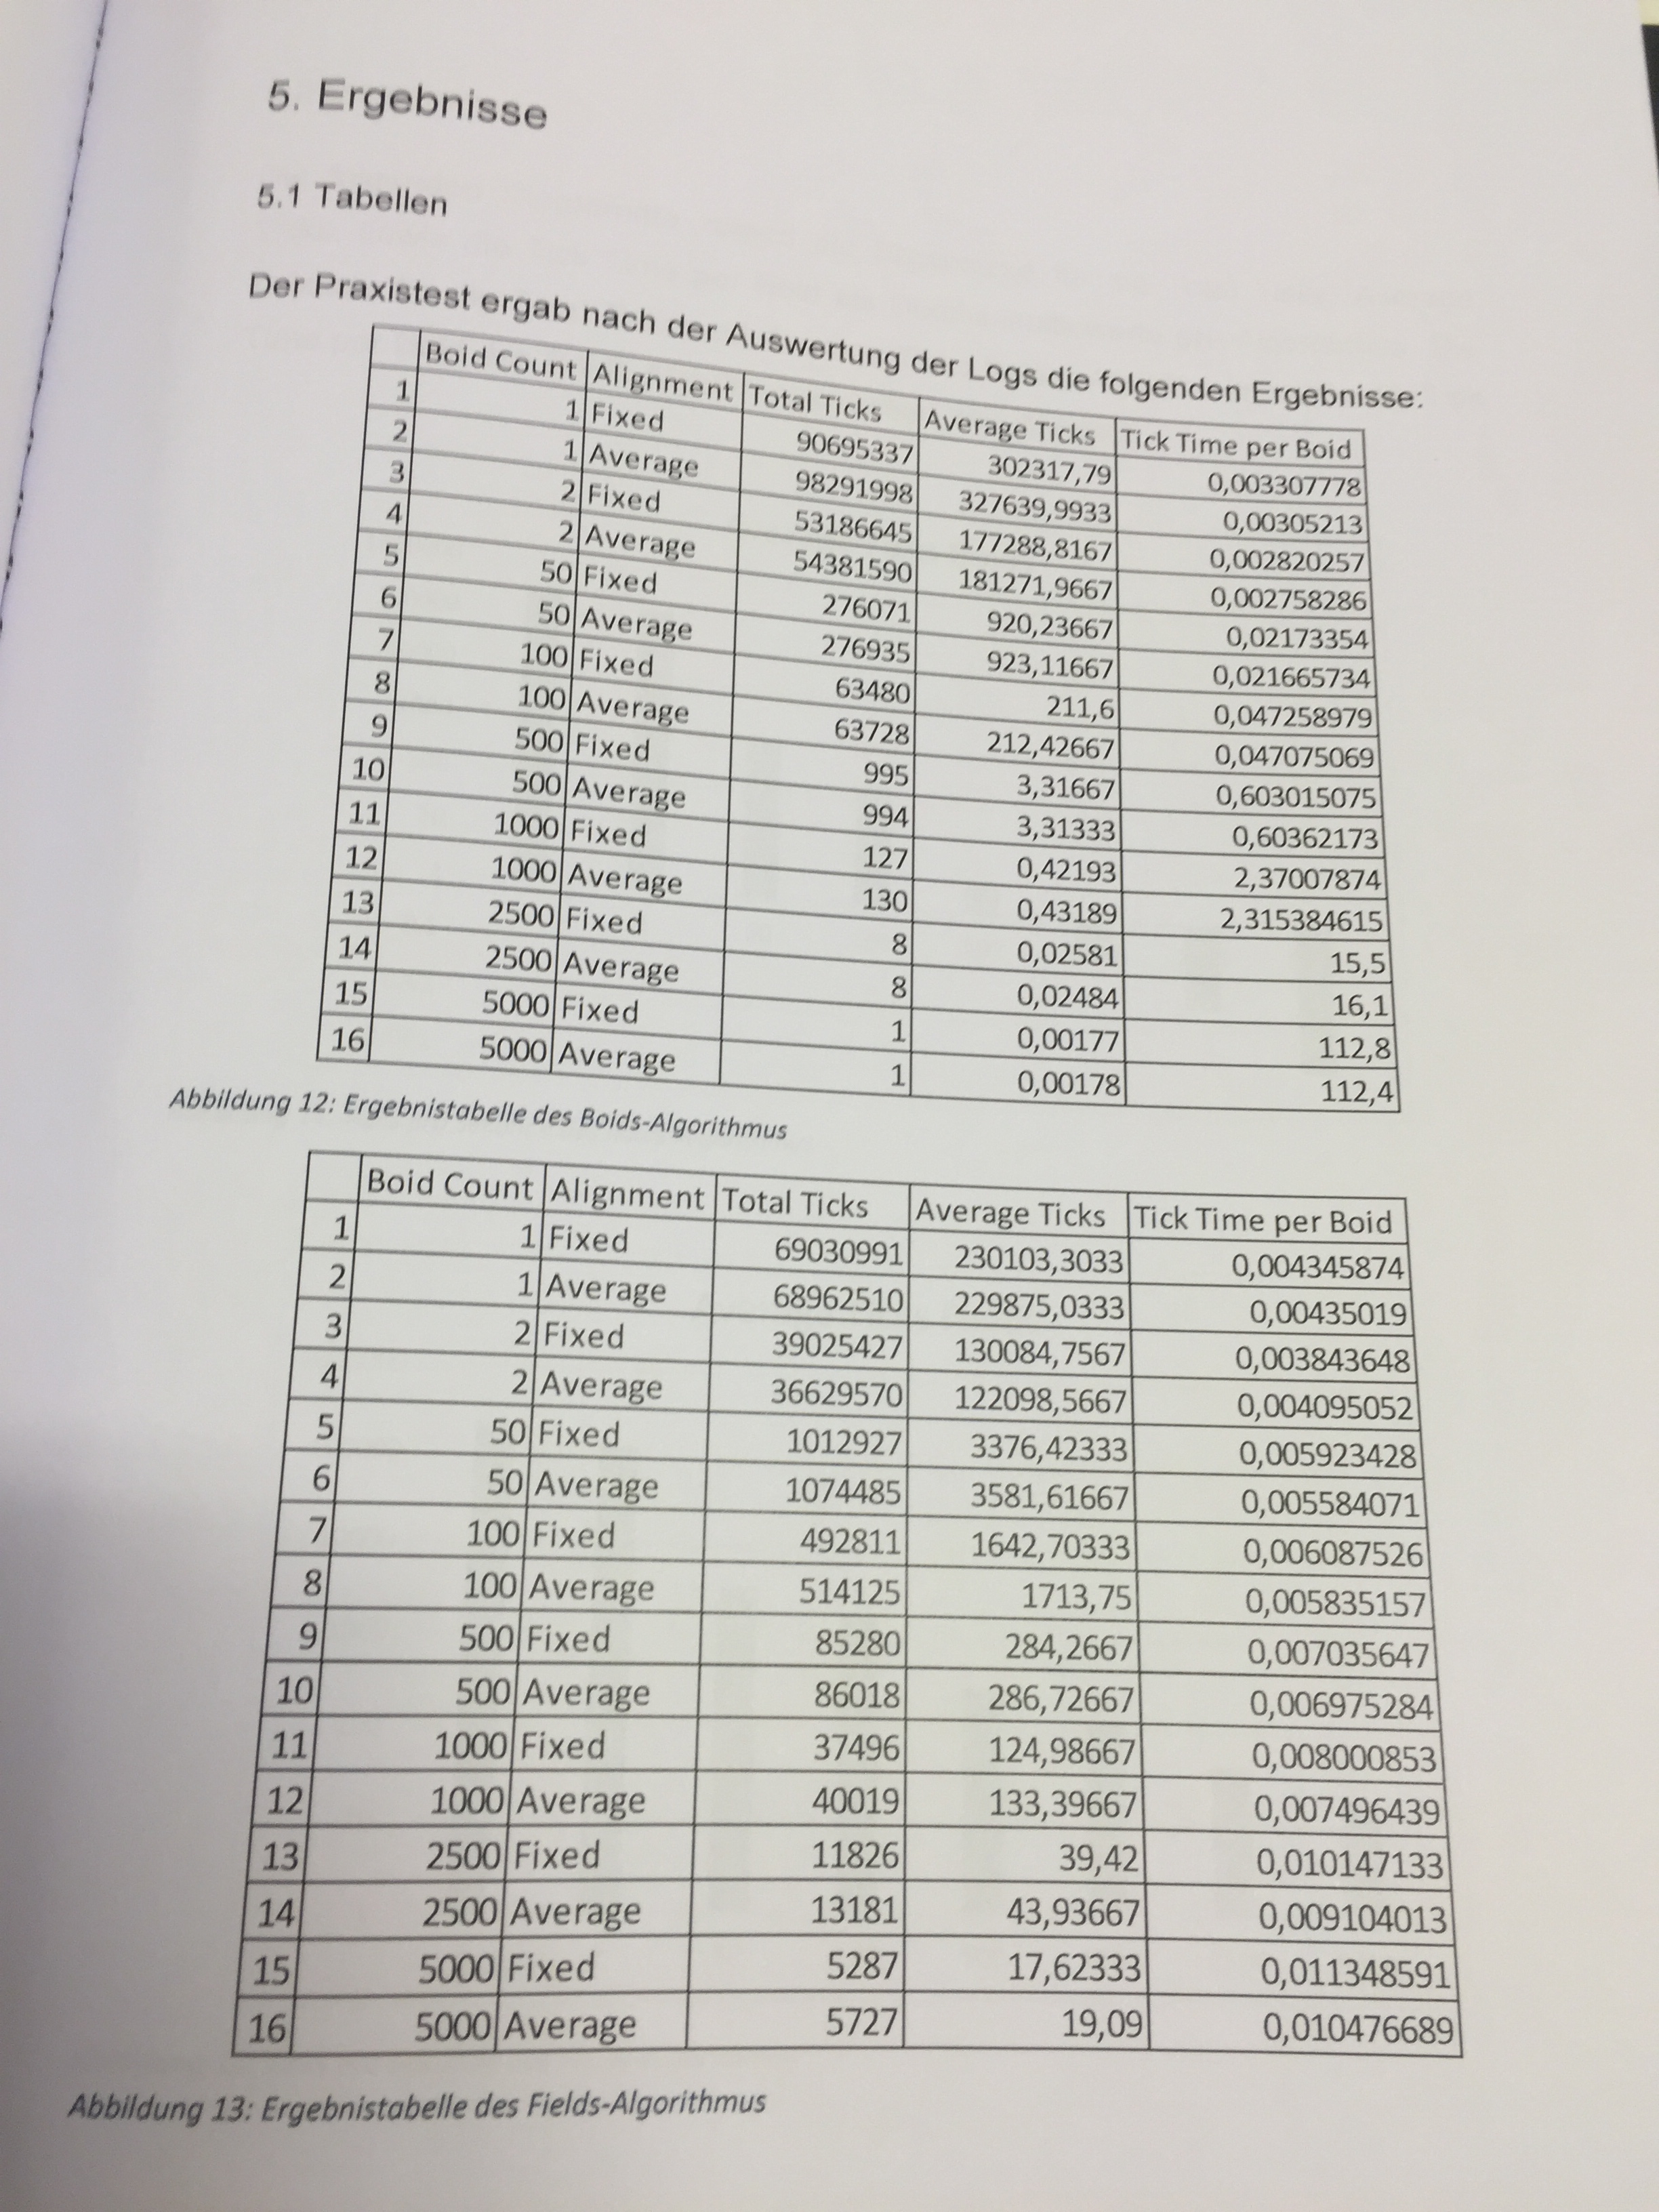 5. Ergebnisse
5.1 Tabellen
Der Praxistest ergab nach der Auswertung der Logs die folgenden Ergebnisse:
Boid Count Alignment Total Ticks Average Ticks Tick Time per Boid
1 1 Fixed 90695337 302317,79 0,003307778
2 1 Average 98291998 327639,9933 0,00305213
3 2 Fixed 53186645 177288,8167 0,002820257
4 2 Average 54381590 181271,9667 0,002758286
5 50 Fixed 276071 920,23667 0,02173354
6 50 Average 276935 923,11667 0,021665734
7 100 Fixed 63480 211,6 0,047258979
8 100 Average 63728 212,42667 0,047075069
9 500 Fixed 995 3,31667 0,603015075
10 500 Average 994 3,31333 0,60362173
11 1000 Fixed 127 0,42193 2,37007874
12 1000 Average 130 0,43189 2,315384615
13 2500 Fixed 8 0,02581 15,5
14 2500 Average 8 0,02484 16,1
15 5000 Fixed 1 0,00177 112,8
16 5000 Average 1 0,00178 112,4
Abbildung 12: Ergebnistabelle des Boids-Algorithmus
Boid Count Alignment Total Ticks Average Ticks Tick Time per Boid
1 1 Fixed 69030991 230103,3033 0,004345874
2 1 Average 68962510 229875,0333 0,00435019
3 2 Fixed 39025427 130084,7567 0,003843648
4 2 Average 36629570 122098,5667 0,004095052
5 50 Fixed 1012927 3376,42333 0,005923428
6 50 Average 1074485 3581,61667 0,005584071
7 100 Fixed 492811 1642,70333 0,006087526
8 100 Average 514125 1713,75 0,005835157
9 500 Fixed 85280 284,2667 0,007035647
10 500 Average 86018 286,72667 0,006975284
11 1000 Fixed 37496 124,98667 0,008000853
12 1000 Average 40019 133,39667 0,007496439
13 2500 Fixed 11826 39,42 0,010147133
14 2500 Average 13181 43,93667 0,009104013
15 5000 Fixed 5287 17,62333 0,011348591
16 5000 Average 5727 19,09 0,010476689
Abbildung 13: Ergebnistabelle des Fields-Algorithmus